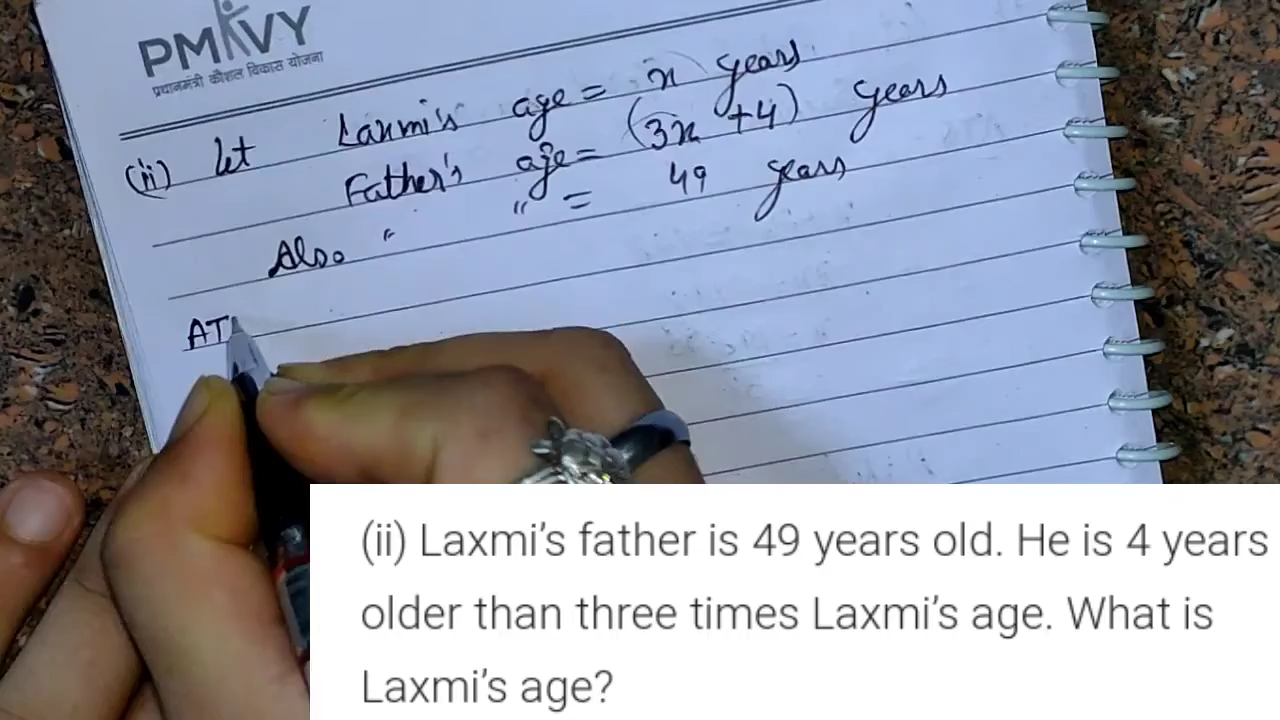 PMKVY
प्रधानमंत्री कौशल विकास योजना
(ii) Let Laxmi's age = x years
Father's age = (3x + 4) years
Also " " = 49 years
AT
(ii) Laxmi's father is 49 years old. He is 4 years
older than three times Laxmi's age. What is
Laxmi's age?